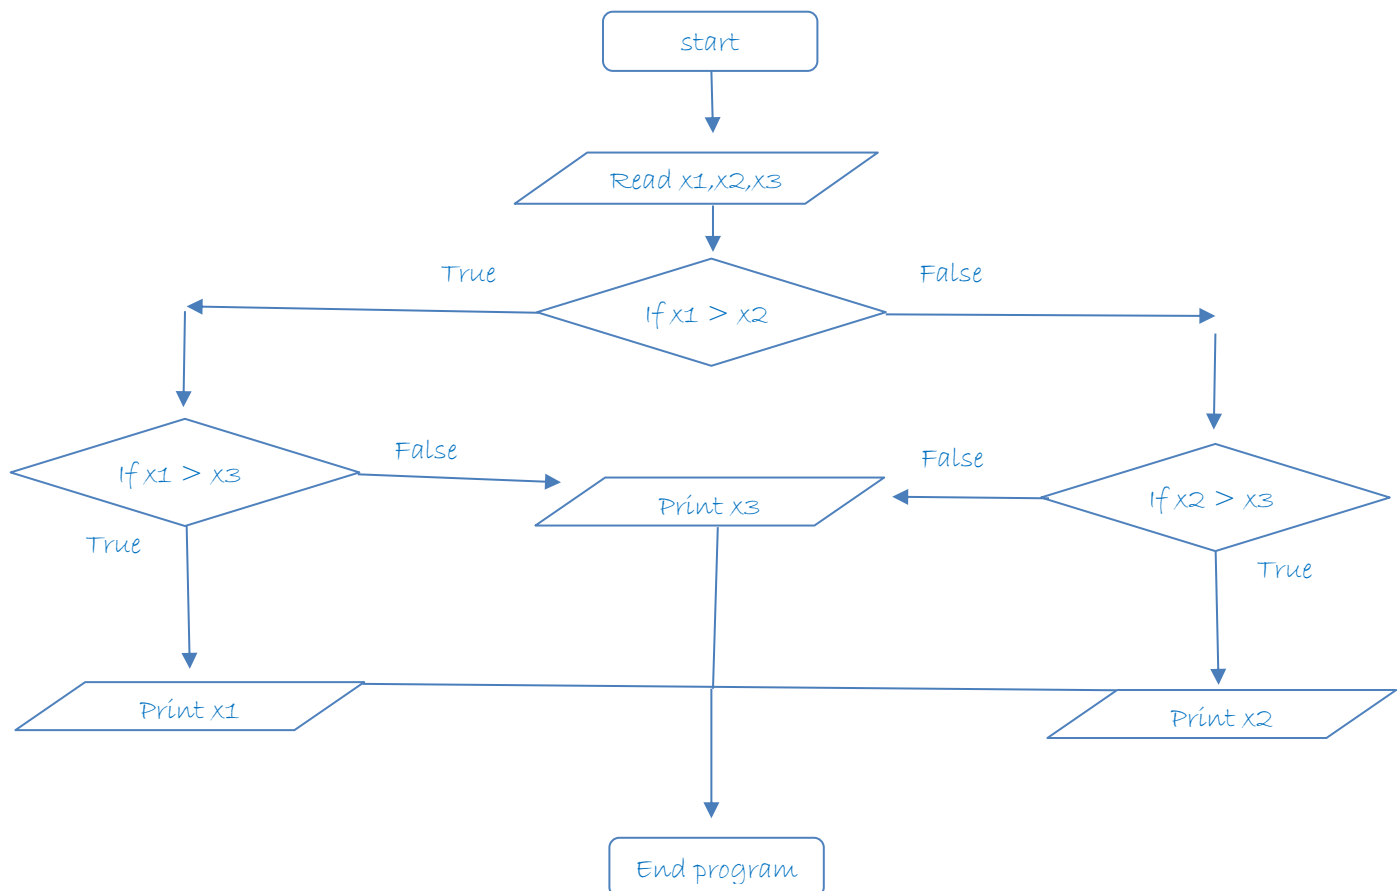 start
Read x1,x2,x3
True
False
If x1 > x2
False
False
If x1 > x3
Print x3
If x2 > x3
True
True
Print x1
Print x2
End program